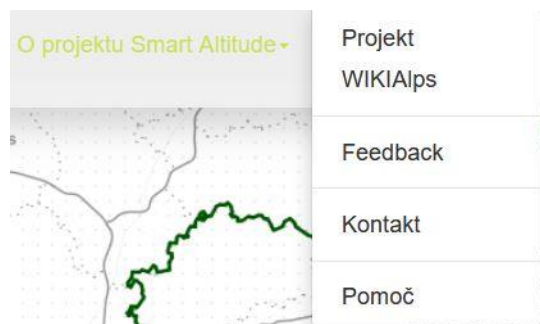 O projektu Smart Altitude
Projekt
WIKIAlps
Feedback
Kontakt
Pomoč